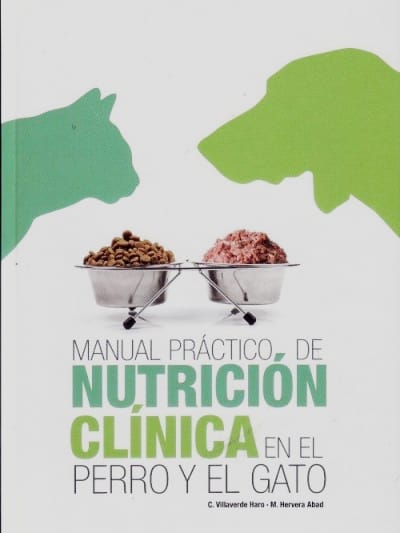 MANUAL PRÁCTICO DE
NUTRICIÓN
CLÍNICA EN EL
PERRO Y EL GATO
C. Villaverde Haro - M. Hervera Abad